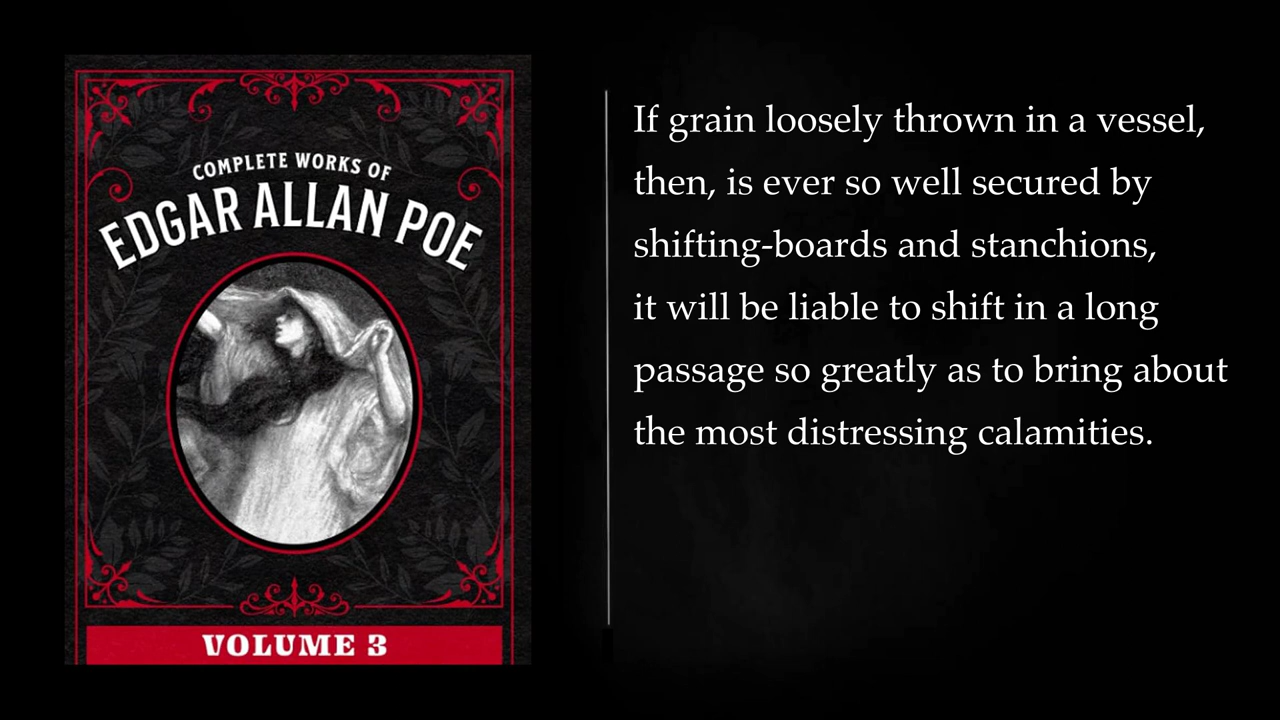 COMPLETE WORKS OF
EDGAR ALLAN POE
VOLUME 3
If grain loosely thrown in a vessel,
then, is ever so well secured by
shifting-boards and stanchions,
it will be liable to shift in a long
passage so greatly as to bring about
the most distressing calamities.